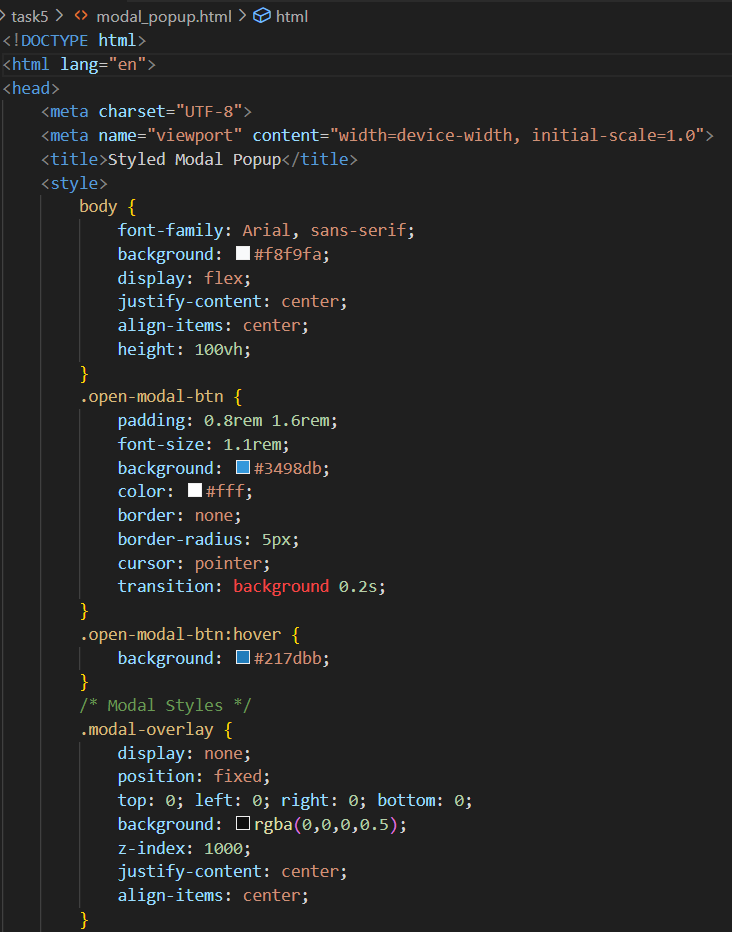 task5 > modal_popup.html > html
<!DOCTYPE html>
<html lang="en">
<head>
    <meta charset="UTF-8">
    <meta name="viewport" content="width=device-width, initial-scale=1.0">
    <title>Styled Modal Popup</title>
    <style>
        body {
            font-family: Arial, sans-serif;
            background: #f8f9fa;
            display: flex;
            justify-content: center;
            align-items: center;
            height: 100vh;
        }
        .open-modal-btn {
            padding: 0.8rem 1.6rem;
            font-size: 1.1rem;
            background: #3498db;
            color: #fff;
            border: none;
            border-radius: 5px;
            cursor: pointer;
            transition: background 0.2s;
        }
        .open-modal-btn:hover {
            background: #217dbb;
        }
        /* Modal Styles */
        .modal-overlay {
            display: none;
            position: fixed;
            top: 0; left: 0; right: 0; bottom: 0;
            background: rgba(0,0,0,0.5);
            z-index: 1000;
            justify-content: center;
            align-items: center;
        }